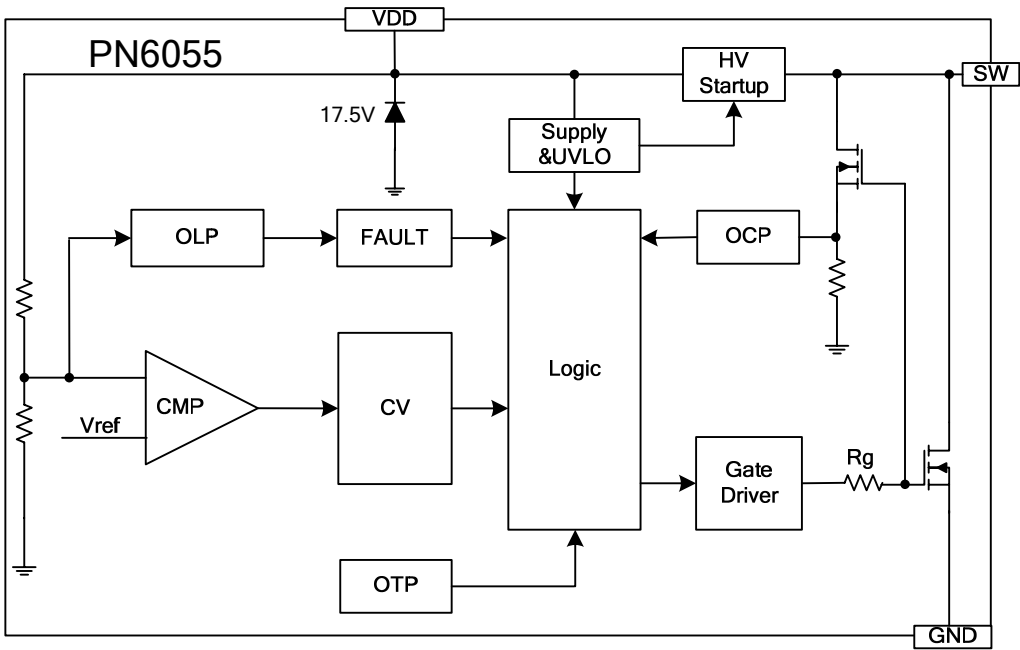 VDD
PN6055
HV
Startup
SW
17.5V
Supply
&UVLO
OLP
FAULT
OCP
Logic
CMP
CV
Vref
Rg
Gate
Driver
OTP
GND